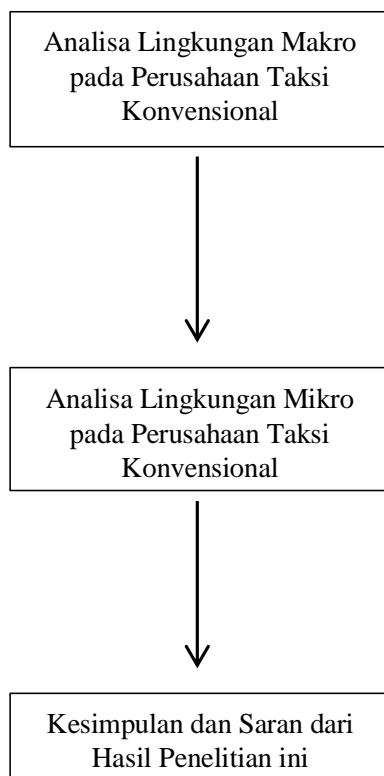 Analisa Lingkungan Makro
pada Perusahaan Taksi
Konvensional
Analisa Lingkungan Mikro
pada Perusahaan Taksi
Konvensional
Kesimpulan dan Saran dari
Hasil Penelitian ini